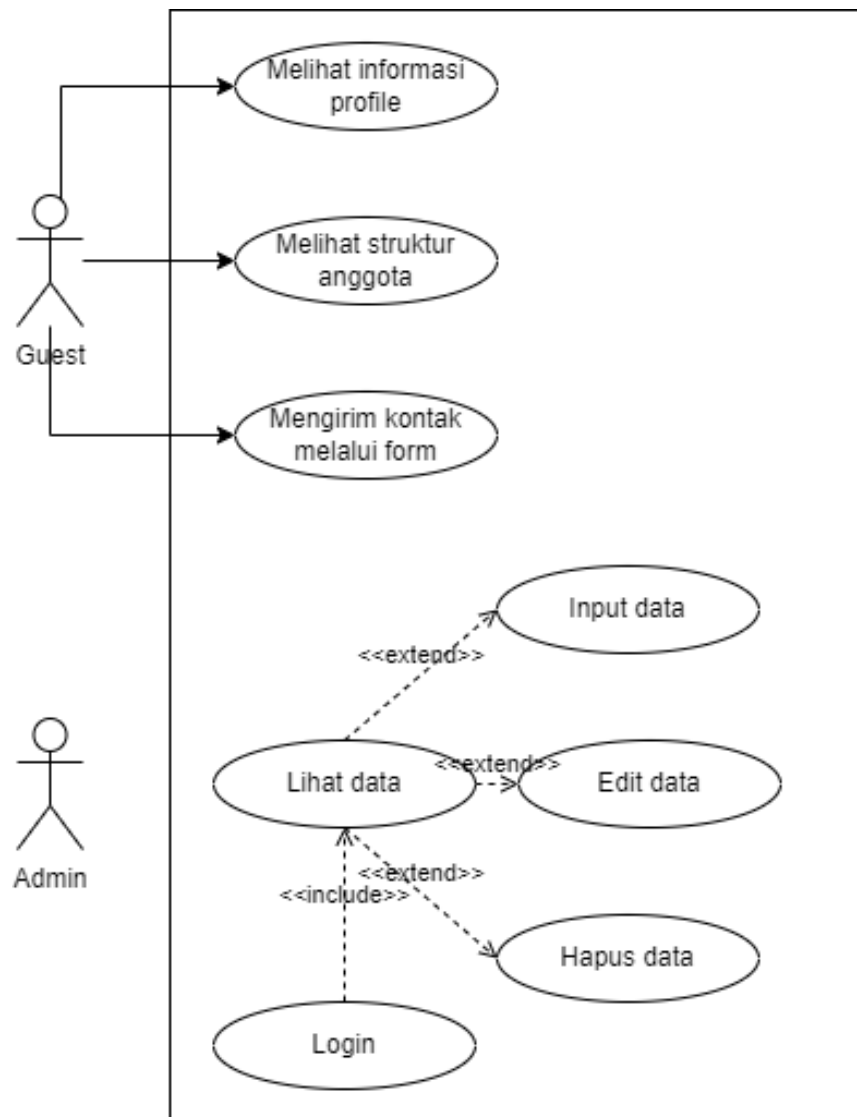 Melihat informasi
profile
Melihat struktur
anggota
Guest
Mengirim kontak
melalui form
Input data
<<extend>>
Lihat data
<<extend>>
Edit data
Admin
<<extend>>
<<include>>
Hapus data
Login